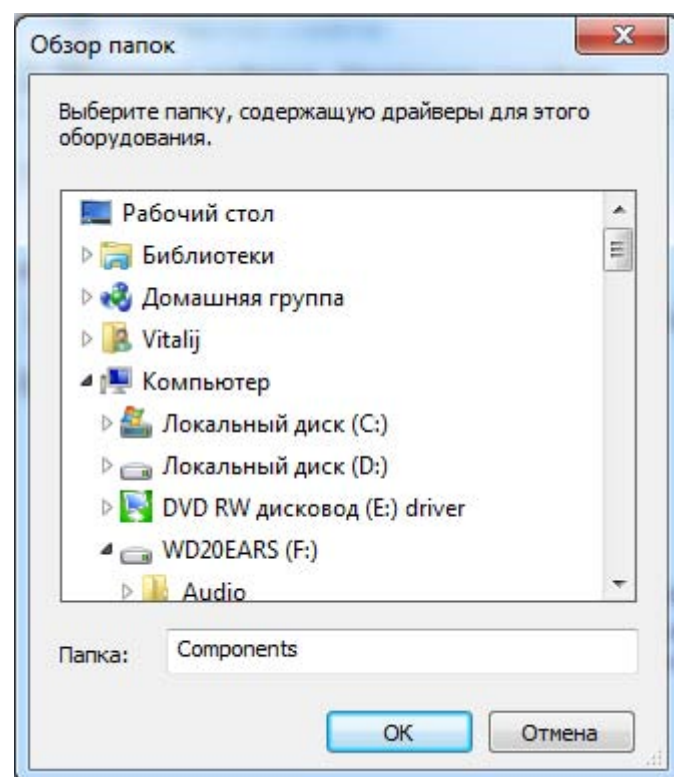 Обзор папок
Выберите папку, содержащую драйверы для этого
оборудования.
Рабочий стол
Библиотеки
Домашняя группа
Vitalij
Компьютер
Локальный диск (C:)
Локальный диск (D:)
DVD RW дисковод (E:) driver
WD20EARS (F:)
Audio
Папка: Components
ОК Отмена